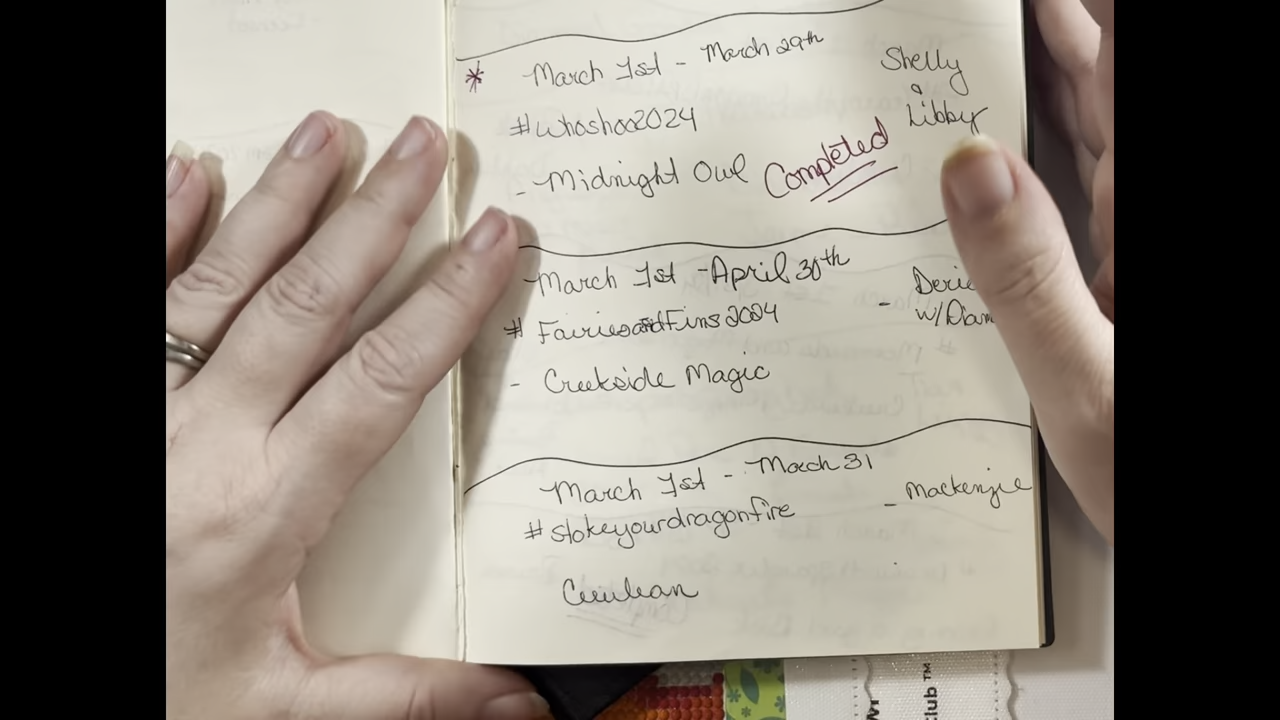 * March 1st - March 29th
Shelly
&
Libby
#whoshoo2024
- Midnight Owl Completed
March 1st - April 30th
# FairiesandFins2024
-
w/
- Creekside Magic
March 1st - March 31
- Mackenzie
#stokeyourdragonfire
Cerulean
club™